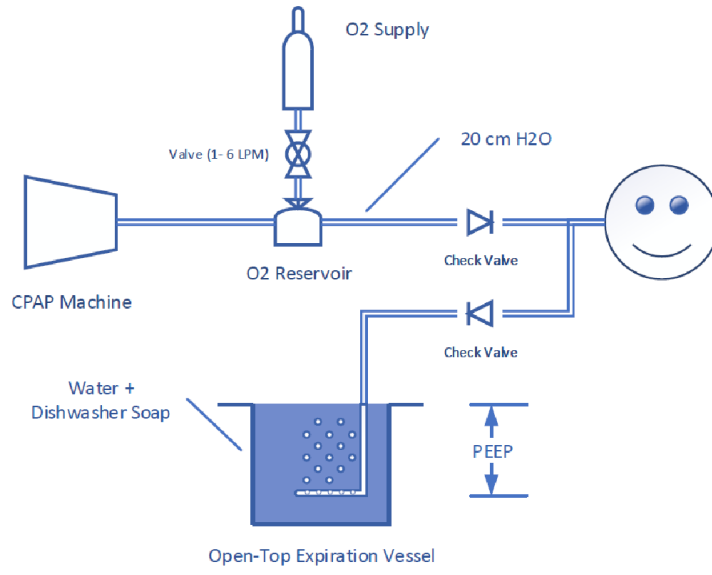 O2 Supply
Valve (1- 6 LPM)
20 cm H2O
O2 Reservoir
Check Valve
CPAP Machine
Check Valve
Water +
Dishwasher Soap
PEEP
Open-Top Expiration Vessel